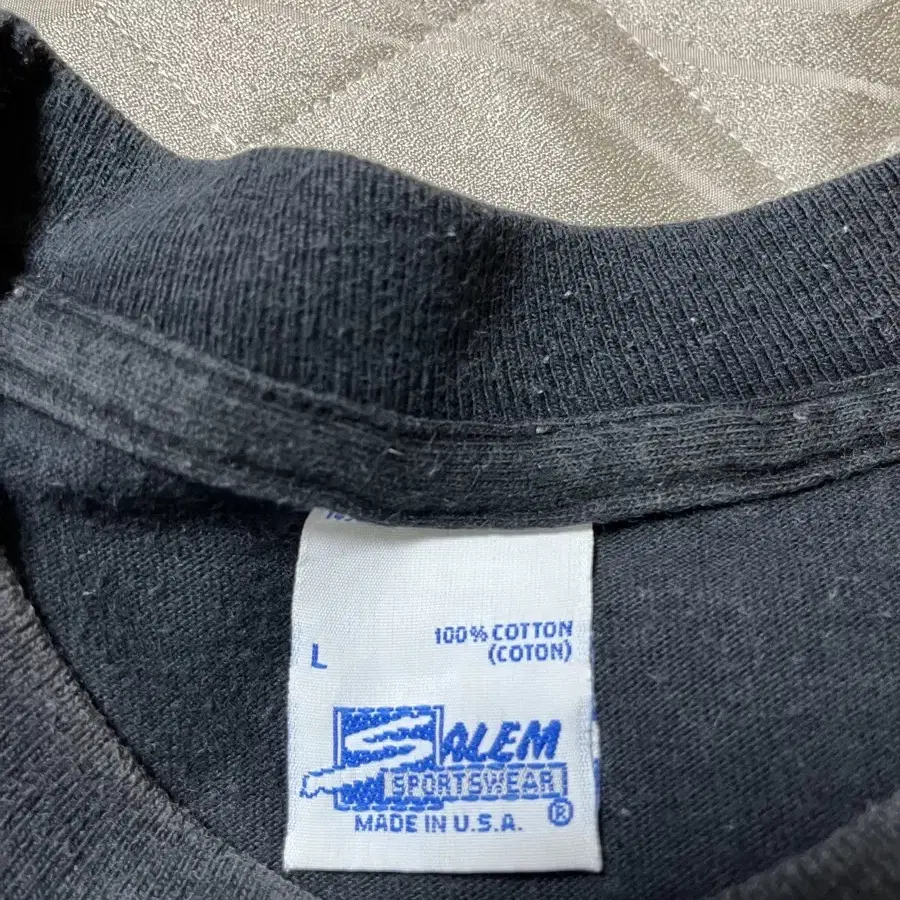 L
100% COTTON
(COTON)
SALEM
SPORTSWEAR
MADE IN U.S.A. ®